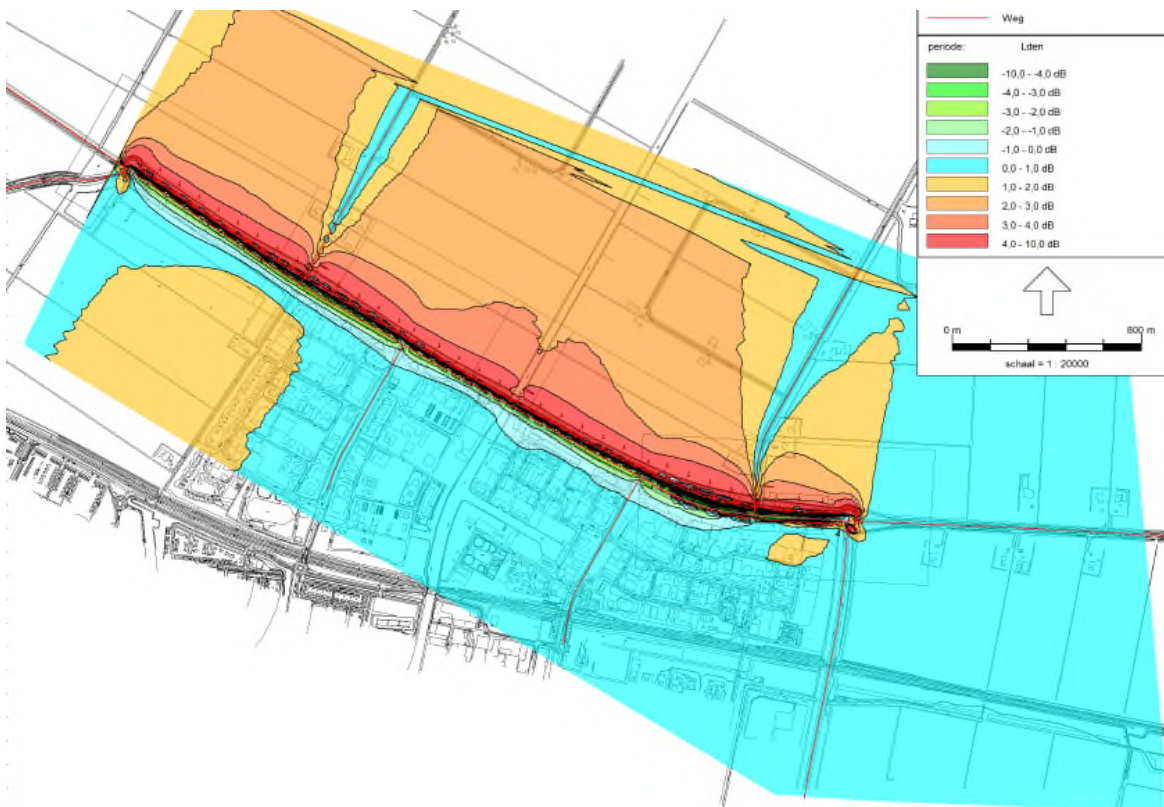 Weg
periode: Lden
-10,0 - -4,0 dB
-4,0 - -3,0 dB
-3,0 - -2,0 dB
-2,0 - -1,0 dB
-1,0 - 0,0 dB
0,0 - 1,0 dB
1,0 - 2,0 dB
2,0 - 3,0 dB
3,0 - 4,0 dB
4,0 - 10,0 dB
0 m 800 m
schaal = 1 : 20000